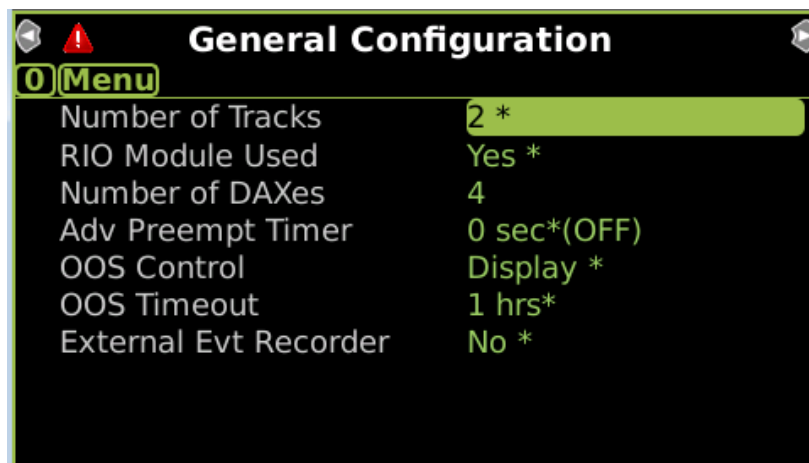 General Configuration
0 Menu
Number of Tracks 2 *
RIO Module Used Yes *
Number of DAXes 4
Adv Preempt Timer 0 sec*(OFF)
OOS Control Display *
OOS Timeout 1 hrs*
External Evt Recorder No *